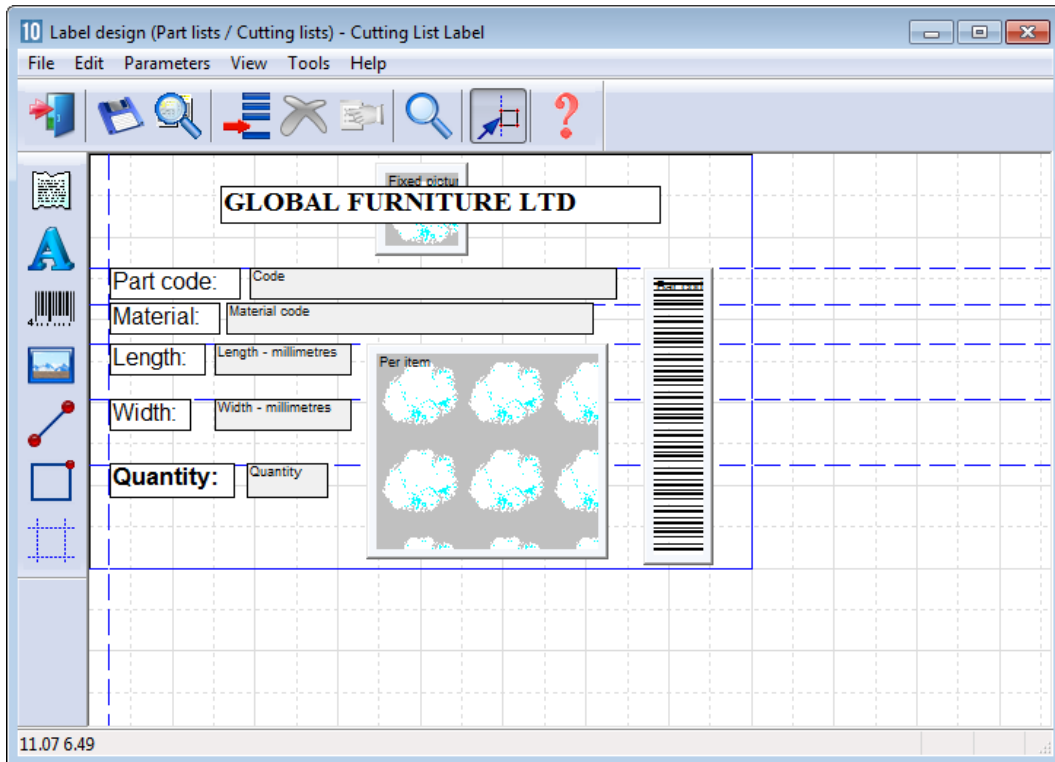 10 Label design (Part lists / Cutting lists) - Cutting List Label
File Edit Parameters View Tools Help
Fixed pictur
GLOBAL FURNITURE LTD
Part code: Code
Material: Material code
Length: Length - millimetres
Per item
Width: Width - millimetres
Quantity: Quantity
11.07 6.49